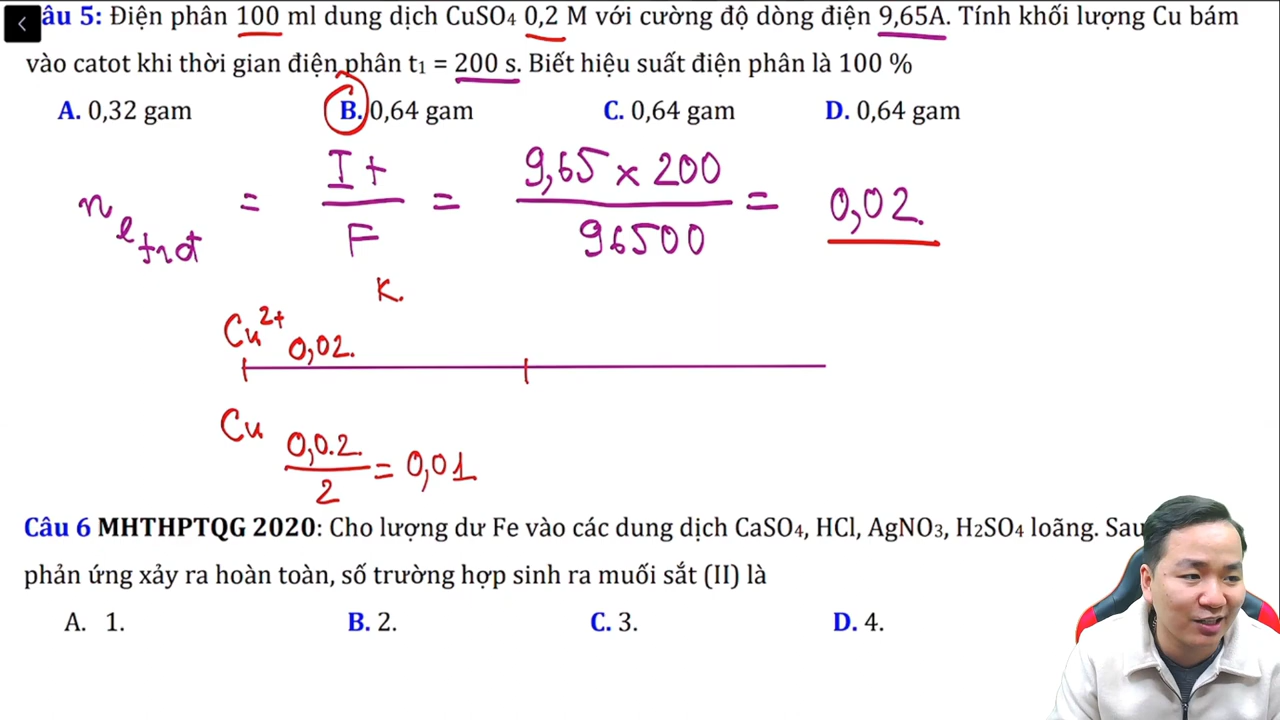 âu 5: Điện phân 100 ml dung dịch CuSO₄ 0,2 M với cường độ dòng điện 9,65A. Tính khối lượng Cu bám
vào catot khi thời gian điện phân t₁ = 200 s. Biết hiệu suất điện phân là 100 %
A. 0,32 gam B. 0,64 gam C. 0,64 gam D. 0,64 gam
n e trđ = It / F = 9,65 x 200 / 96500 = 0,02.
K.
Cu²⁺ 0,02.
Cu 0,0.2. / 2 = 0,01
Câu 6 MHTHPTQG 2020: Cho lượng dư Fe vào các dung dịch CaSO₄, HCl, AgNO₃, H₂SO₄ loãng. Sau
phản ứng xảy ra hoàn toàn, số trường hợp sinh ra muối sắt (II) là
A. 1. B. 2. C. 3. D. 4.